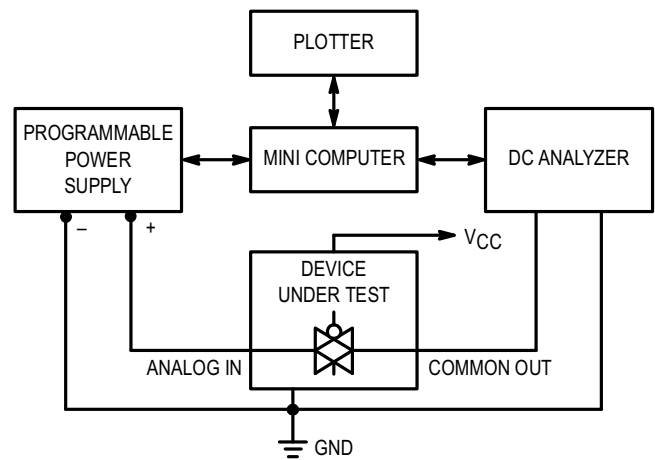 PLOTTER
PROGRAMMABLE
POWER
SUPPLY
MINI COMPUTER
DC ANALYZER
– +
VCC
DEVICE
UNDER TEST
ANALOG IN
COMMON OUT
GND